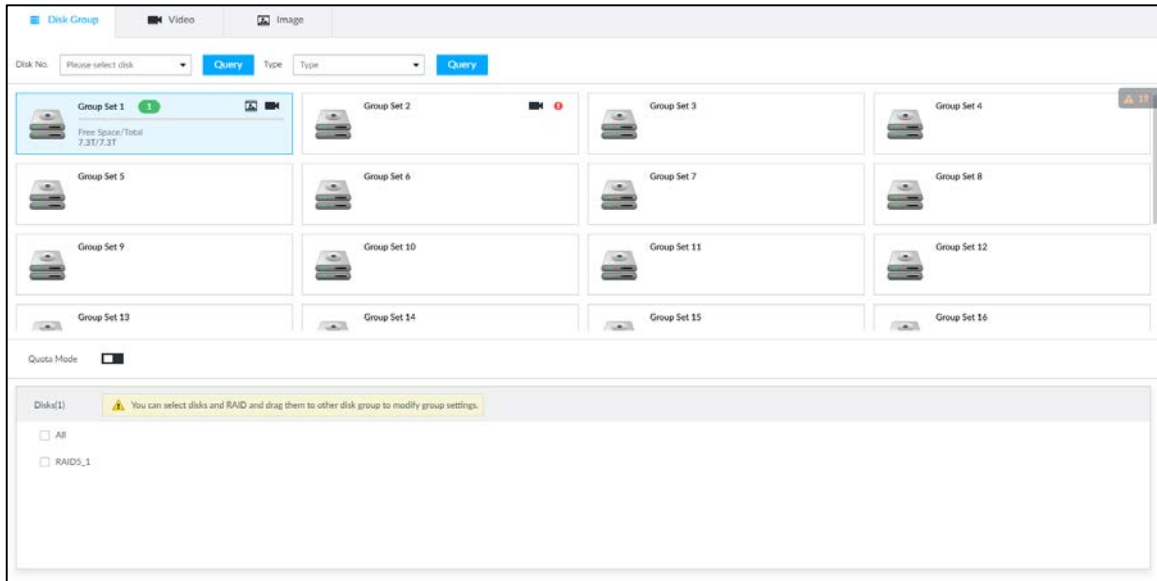 Disk Group Video Image
Disk No. Please select disk Query Type Type Query
Group Set 1 1 Group Set 2 Group Set 3 Group Set 4
Free Space/Total
7.3T/7.3T
Group Set 5 Group Set 6 Group Set 7 Group Set 8
Group Set 9 Group Set 10 Group Set 11 Group Set 12
Group Set 13 Group Set 14 Group Set 15 Group Set 16
Quota Mode
Disks(1) You can select disks and RAID and drag them to other disk group to modify group settings.
All
RAID5_1